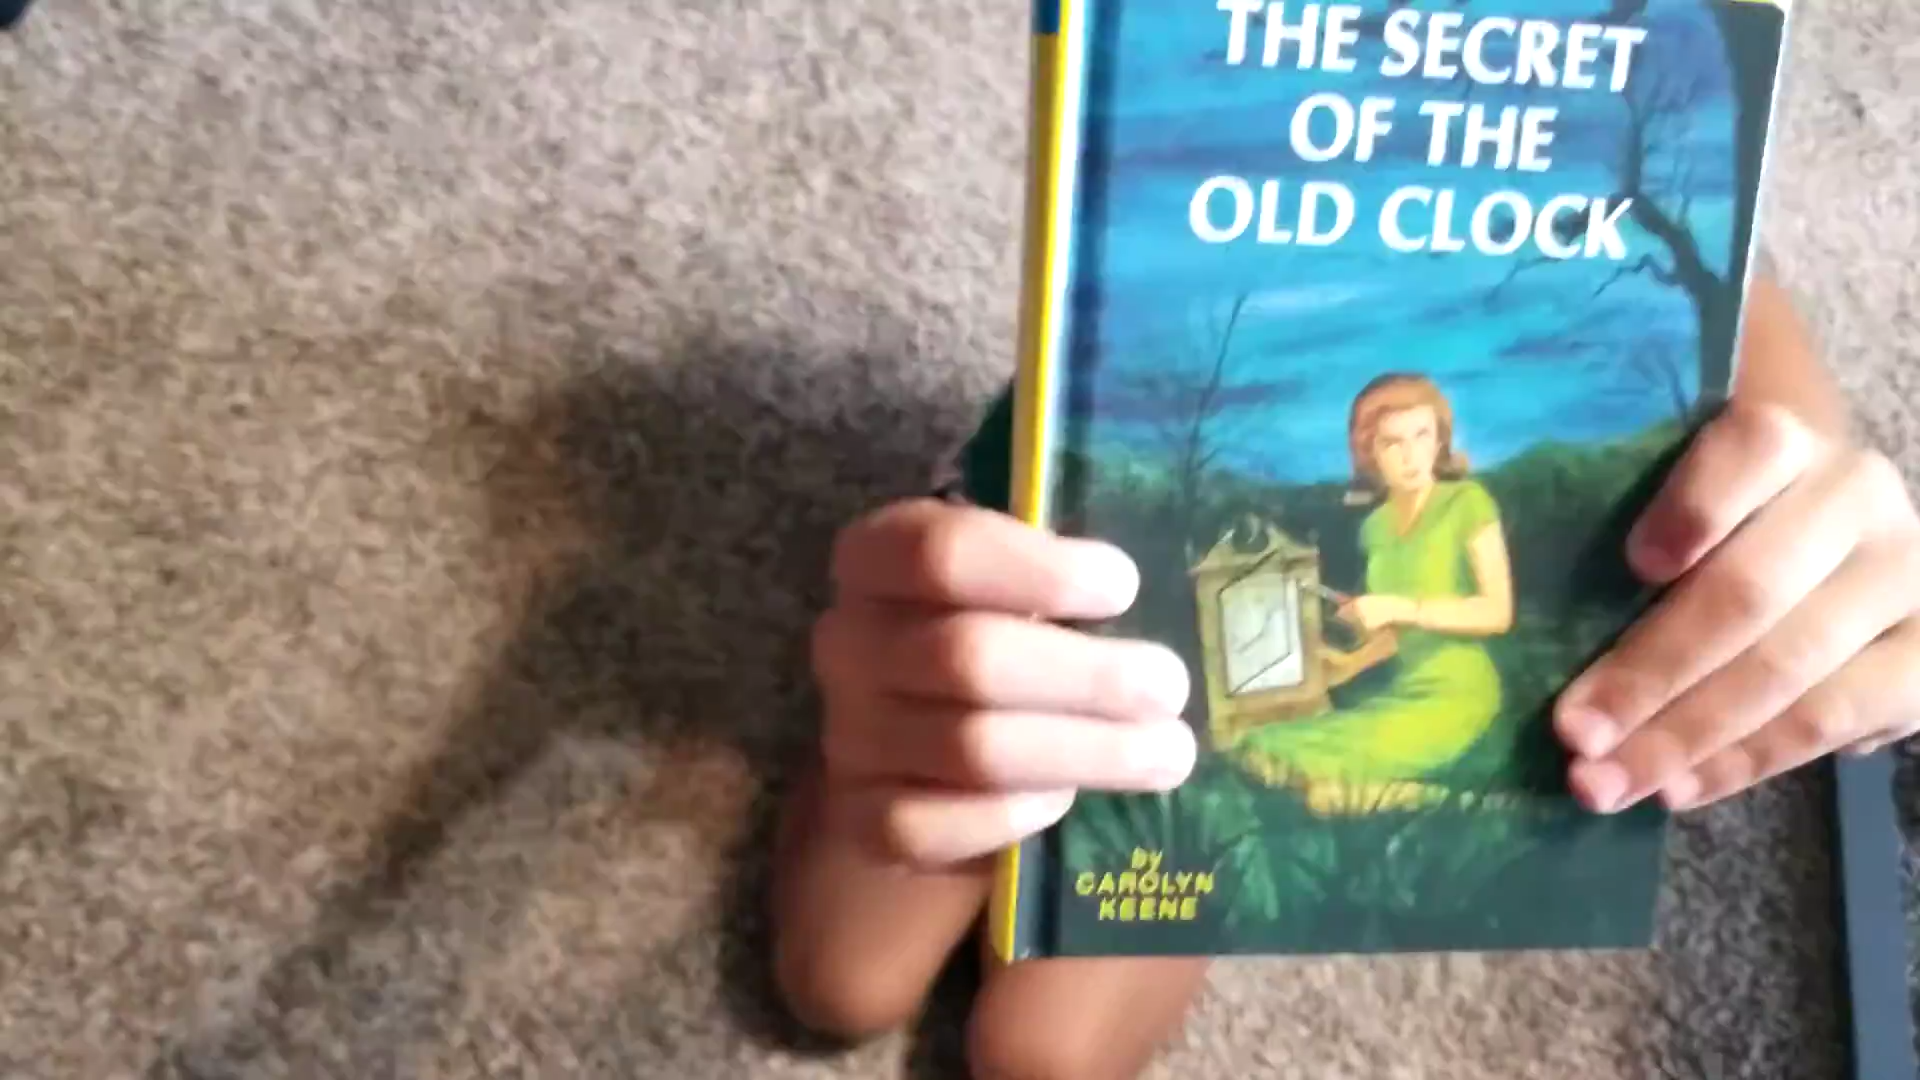 THE SECRET
OF THE
OLD CLOCK
by
CAROLYN
KEENE